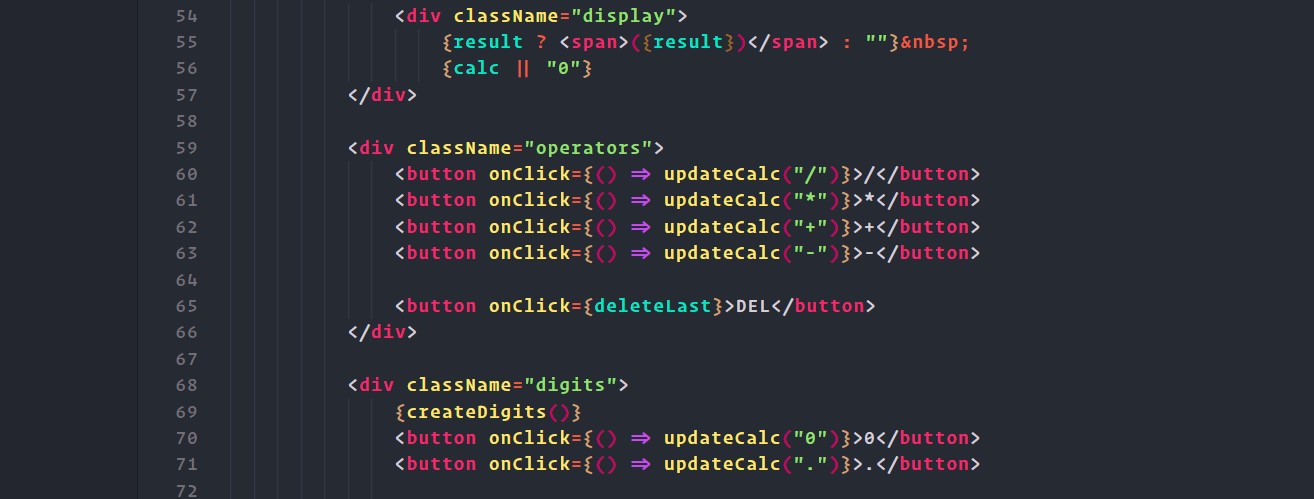 54 <div className="display">
55 {result ? <span>({result})</span> : ""}&nbsp;
56 {calc || "0"}
57 </div>
58
59 <div className="operators">
60 <button onClick={() => updateCalc("/")}>/</button>
61 <button onClick={() => updateCalc("*")}>*</button>
62 <button onClick={() => updateCalc("+")}>+</button>
63 <button onClick={() => updateCalc("-")}>-</button>
64
65 <button onClick={deleteLast}>DEL</button>
66 </div>
67
68 <div className="digits">
69 {createDigits()}
70 <button onClick={() => updateCalc("0")}>0</button>
71 <button onClick={() => updateCalc(".")}>.</button>
72